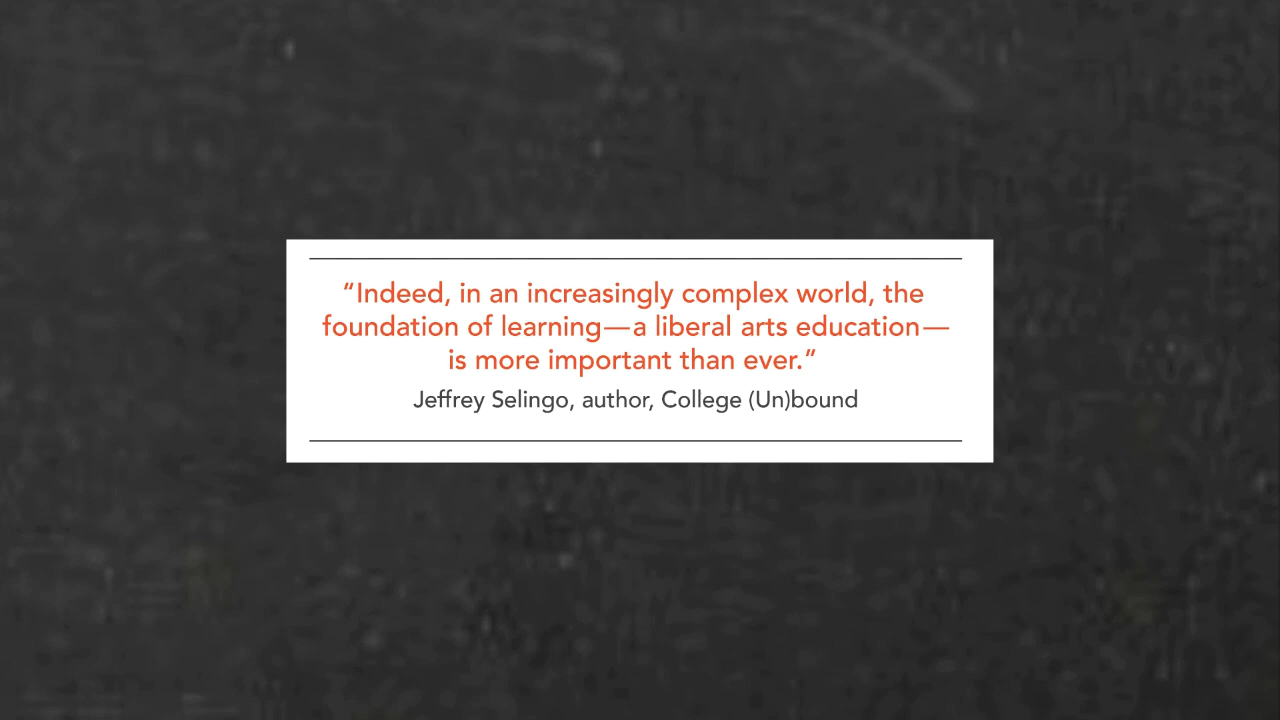 “Indeed, in an increasingly complex world, the
foundation of learning—a liberal arts education—
is more important than ever.”
Jeffrey Selingo, author, College (Un)bound